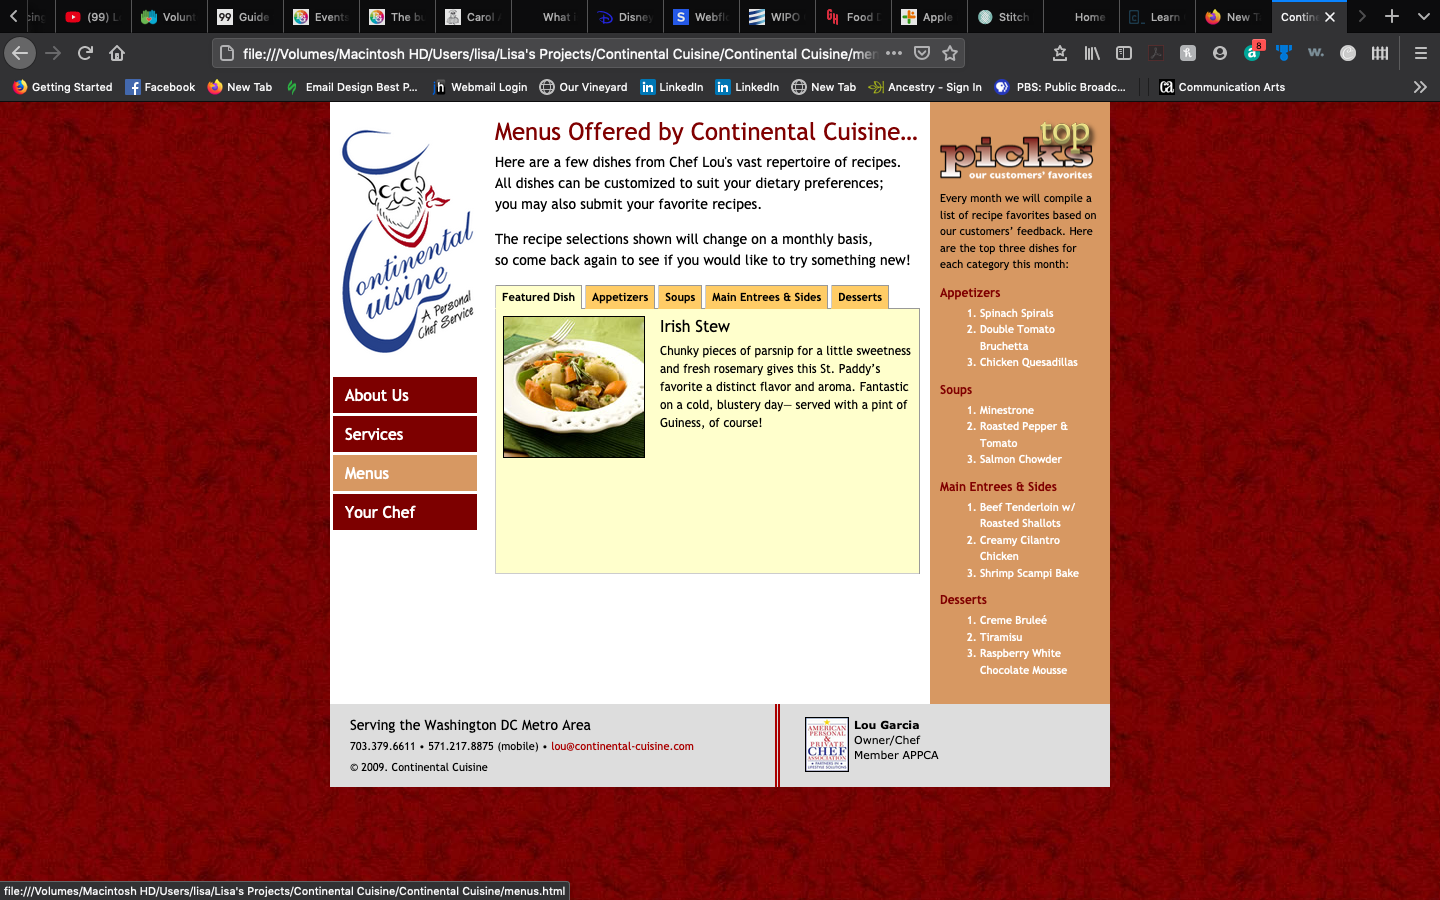 (99) L
Volunt
99 Guide
Events
The bu
Carol A
What i
Disney
Webflo
WIPO
Food D
Apple
Stitch
Home
Learn
New T
Contine
file:///Volumes/Macintosh HD/Users/lisa/Lisa's Projects/Continental Cuisine/Continental Cuisine/men
8
Getting Started
Facebook
New Tab
Email Design Best P...
Webmail Login
Our Vineyard
LinkedIn
LinkedIn
New Tab
Ancestry - Sign In
PBS: Public Broadc...
Communication Arts
Continental
Cuisine
A Personal
Chef Service
About Us
Services
Menus
Your Chef
Menus Offered by Continental Cuisine…
Here are a few dishes from Chef Lou's vast repertoire of recipes.
All dishes can be customized to suit your dietary preferences;
you may also submit your favorite recipes.
The recipe selections shown will change on a monthly basis,
so come back again to see if you would like to try something new!
Featured Dish
Appetizers
Soups
Main Entrees & Sides
Desserts
Irish Stew
Chunky pieces of parsnip for a little sweetness
and fresh rosemary gives this St. Paddy’s
favorite a distinct flavor and aroma. Fantastic
on a cold, blustery day— served with a pint of
Guiness, of course!
top
picks
our customers' favorites
Every month we will compile a
list of recipe favorites based on
our customers’ feedback. Here
are the top three dishes for
each category this month:
Appetizers
1. Spinach Spirals
2. Double Tomato
Bruchetta
3. Chicken Quesadillas
Soups
1. Minestrone
2. Roasted Pepper &
Tomato
3. Salmon Chowder
Main Entrees & Sides
1. Beef Tenderloin w/
Roasted Shallots
2. Creamy Cilantro
Chicken
3. Shrimp Scampi Bake
Desserts
1. Creme Bruleé
2. Tiramisu
3. Raspberry White
Chocolate Mousse
Serving the Washington DC Metro Area
703.379.6611 • 571.217.8875 (mobile) • lou@continental-cuisine.com
© 2009. Continental Cuisine
AMERICAN
PERSONAL
&
PRIVATE
CHEF
ASSOCIATION
Lou Garcia
Owner/Chef
Member APPCA
file:///Volumes/Macintosh HD/Users/lisa/Lisa's Projects/Continental Cuisine/Continental Cuisine/menus.html